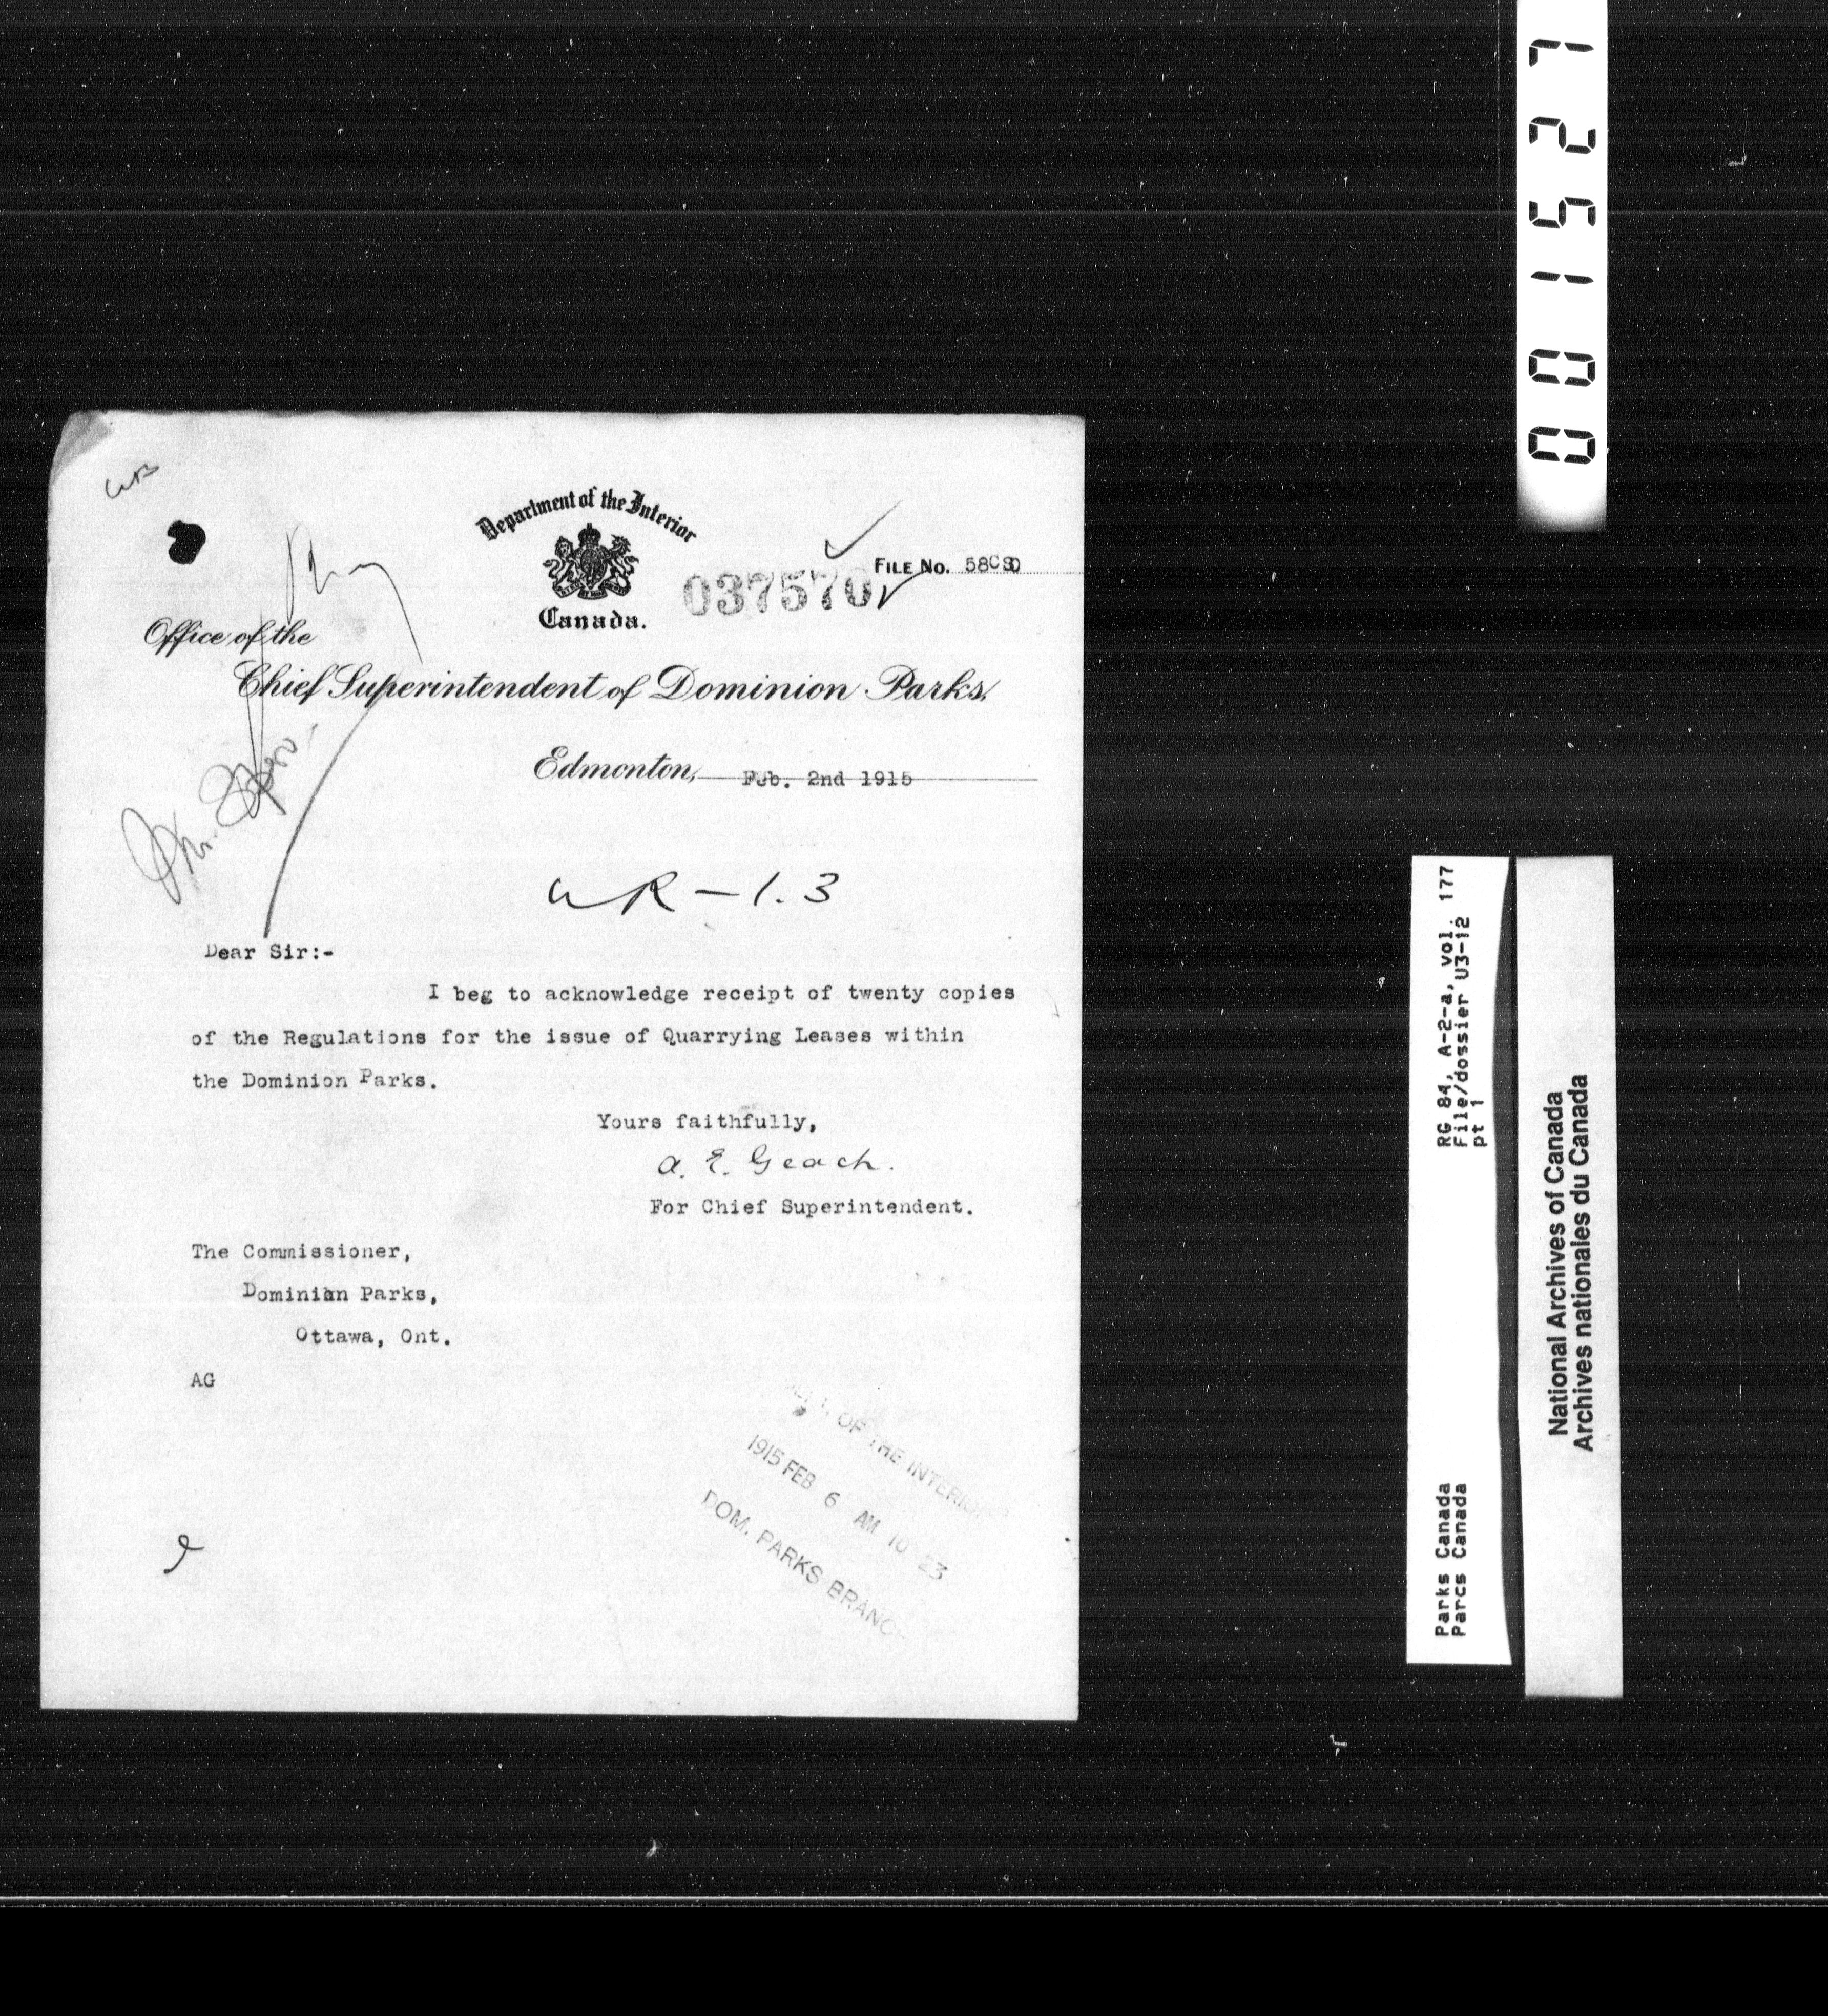 Department of the Interior
Canada.
FILE No.
037570
Office of the
Chief Superintendent of Dominion Parks,
Edmonton, Feb. 2nd 1915
WR - 1.3
Dear Sir:-
I beg to acknowledge receipt of twenty copies
of the Regulations for the issue of Quarrying Leases within
the Dominion Parks.
Yours faithfully,
A. E. Geach.
For Chief Superintendent.
The Commissioner,
Dominion Parks,
Ottawa, Ont.
AG
OF THE INTERIOR
1915 FEB 6 AM 10 23
DOM. PARKS BRANCH
001527
RG 84, A-2-a, vol. 177
File/dossier U3-12
pt 1
Parks Canada
Parcs Canada
National Archives of Canada
Archives nationales du Canada